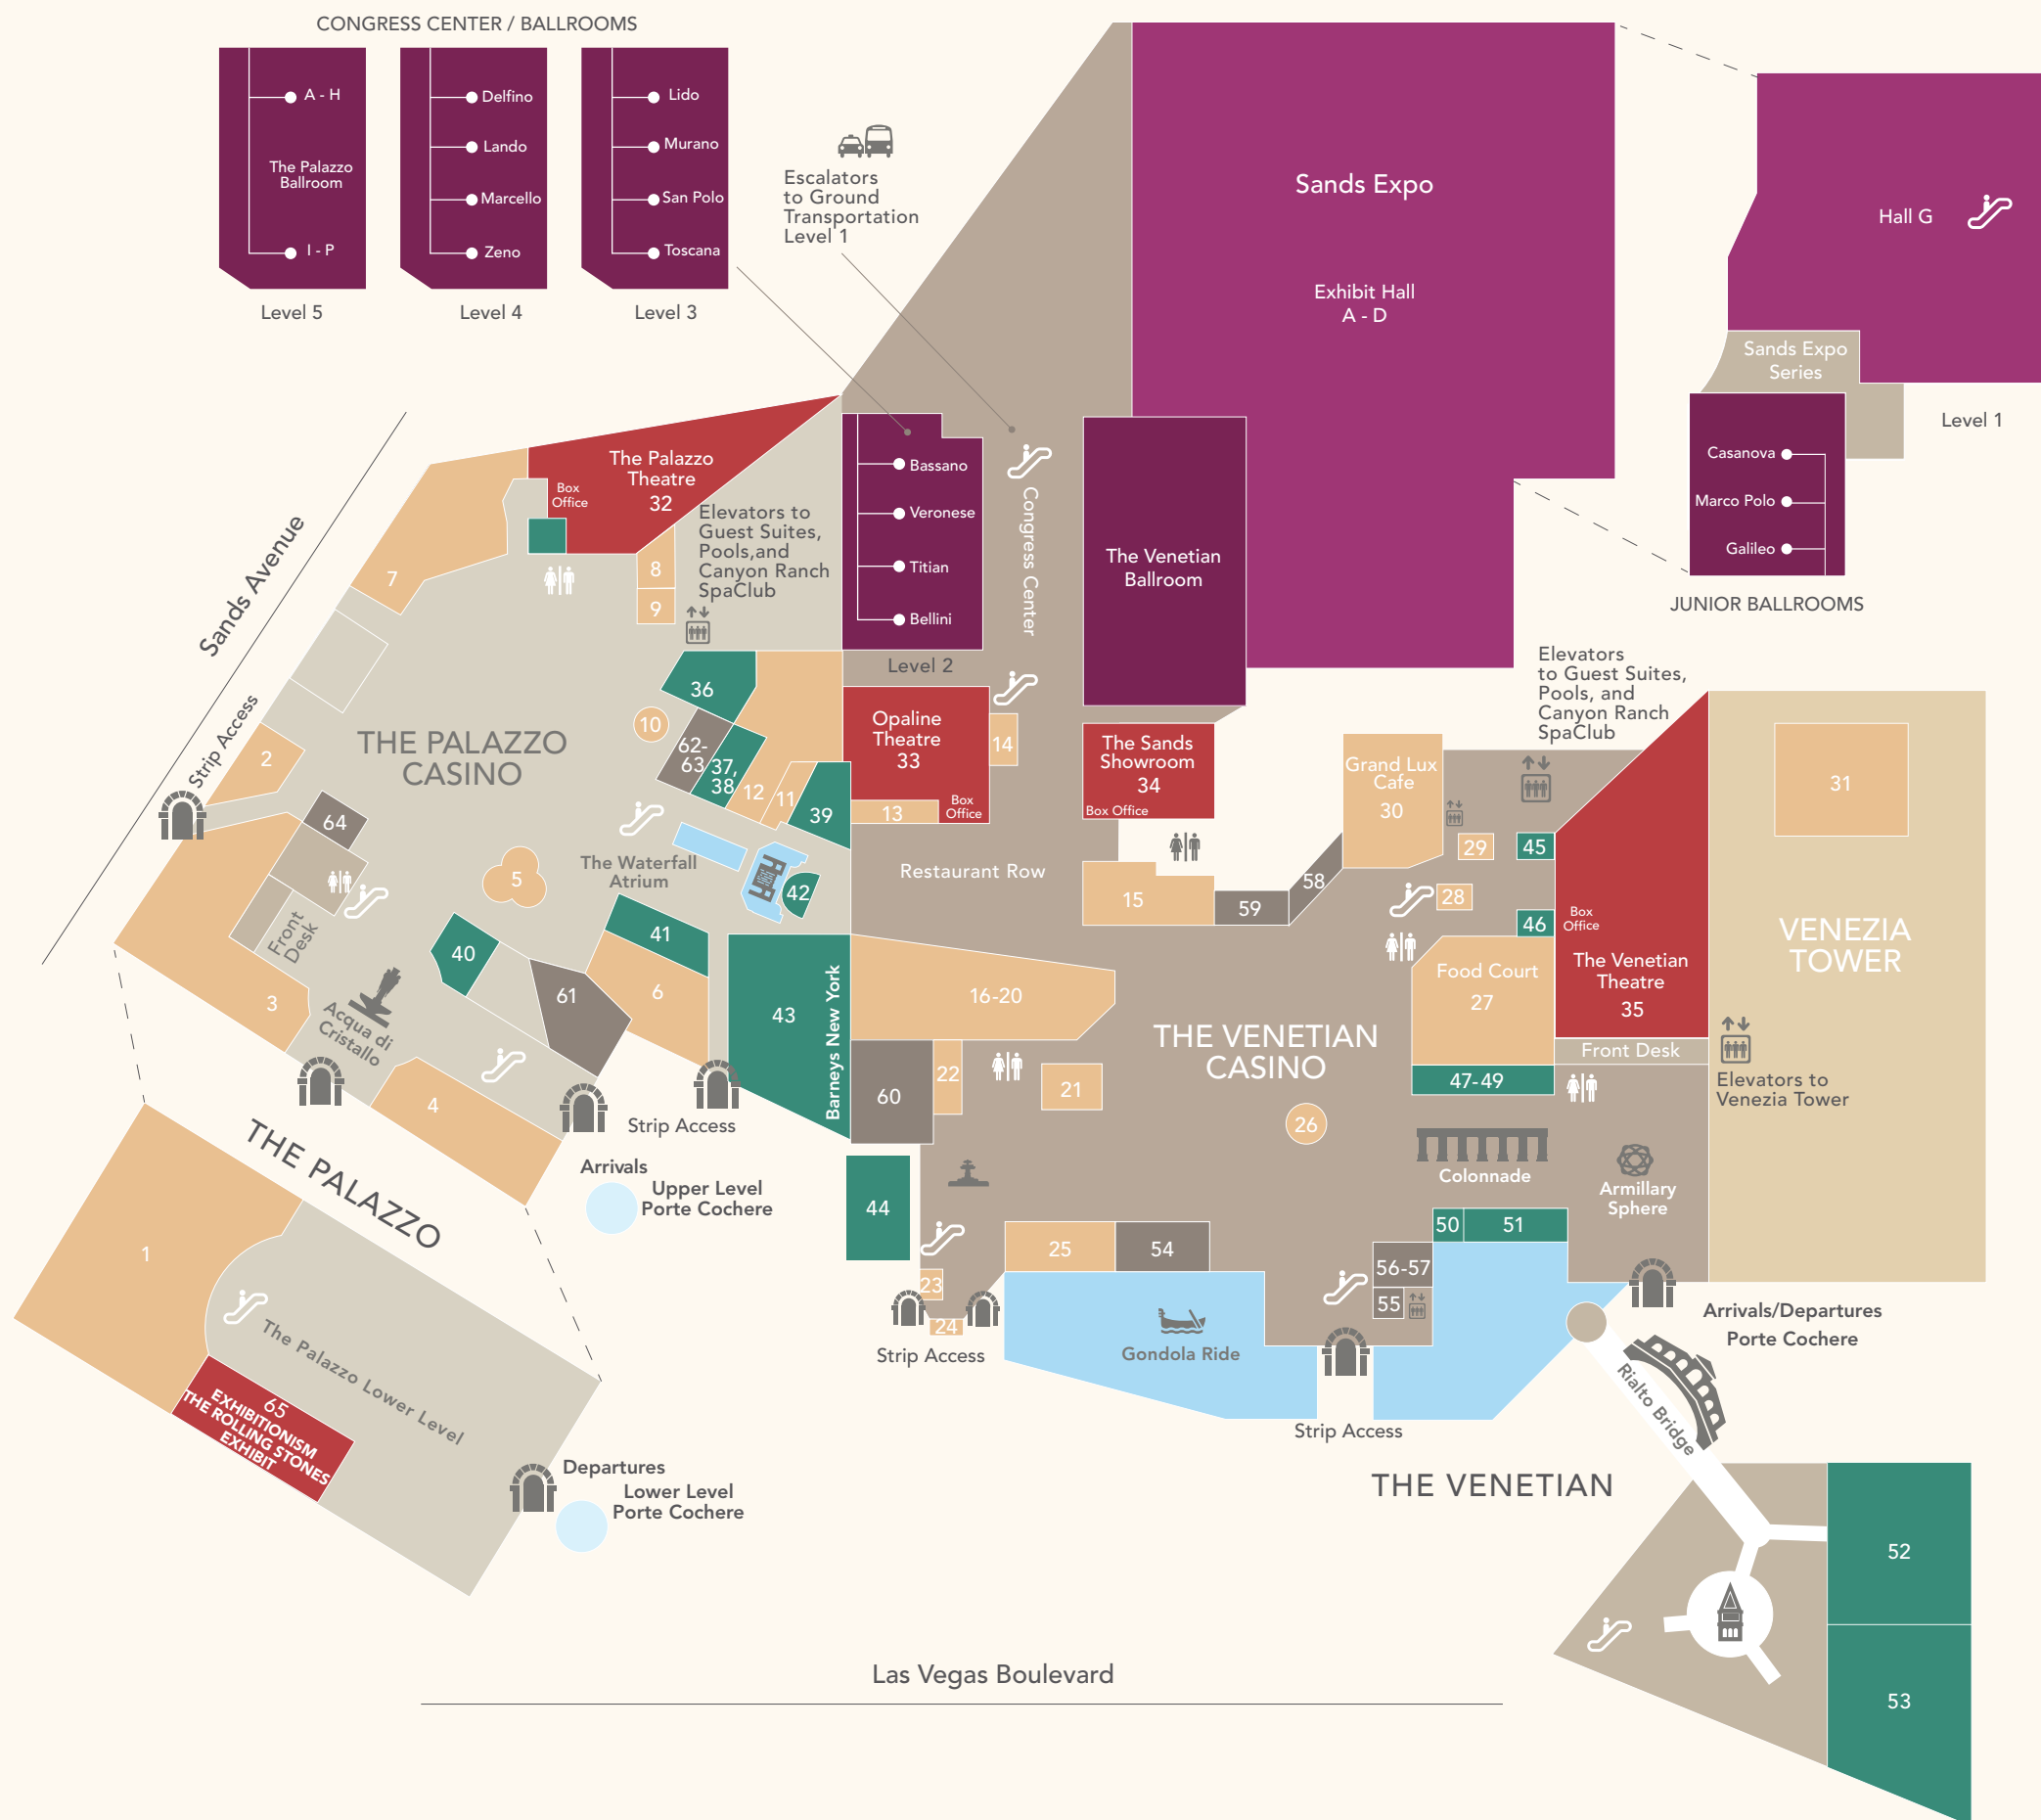 CONGRESS CENTER / BALLROOMS
A - H
The Palazzo
Ballroom
I - P
Level 5
Delfino
Lando
Marcello
Zeno
Level 4
Lido
Murano
San Polo
Toscana
Level 3
Escalators
to Ground
Transportation
Level 1
Sands Expo
Exhibit Hall
A - D
Hall G
Sands Expo
Series
Level 1
Casanova
Marco Polo
Galileo
JUNIOR BALLROOMS
Bassano
Veronese
Titian
Bellini
Level 2
Congress Center
The Venetian
Ballroom
Sands Avenue
Strip Access
The Palazzo
Theatre
32
Box
Office
7
8
9
Elevators to
Guest Suites,
Pools,and
Canyon Ranch
SpaClub
THE PALAZZO
CASINO
2
10
36
62-
63
37,
38
12
11
39
Opaline
Theatre
33
13
Box
Office
14
The Sands
Showroom
34
Box Office
Elevators
to Guest Suites,
Pools, and
Canyon Ranch
SpaClub
Grand Lux
Cafe
30
31
29
45
28
46
Box
Office
The Venetian
Theatre
35
VENEZIA
TOWER
64
5
The Waterfall
Atrium
42
Restaurant Row
15
59
58
Front
Desk
3
Acqua di
Cristallo
40
41
61
6
4
43
Barneys New York
16-20
60
22
21
THE VENETIAN
CASINO
26
Food Court
27
Front Desk
47-49
Elevators to
Venezia Tower
Colonnade
Armillary
Sphere
Strip Access
Arrivals
Upper Level
Porte Cochere
44
23
24
Strip Access
25
54
56-57
55
50
51
Gondola Ride
Strip Access
Arrivals/Departures
Porte Cochere
Rialto Bridge
THE PALAZZO
1
The Palazzo Lower Level
65
EXHIBITIONISM
THE ROLLING STONES
EXHIBIT
Departures
Lower Level
Porte Cochere
THE VENETIAN
52
53
Las Vegas Boulevard